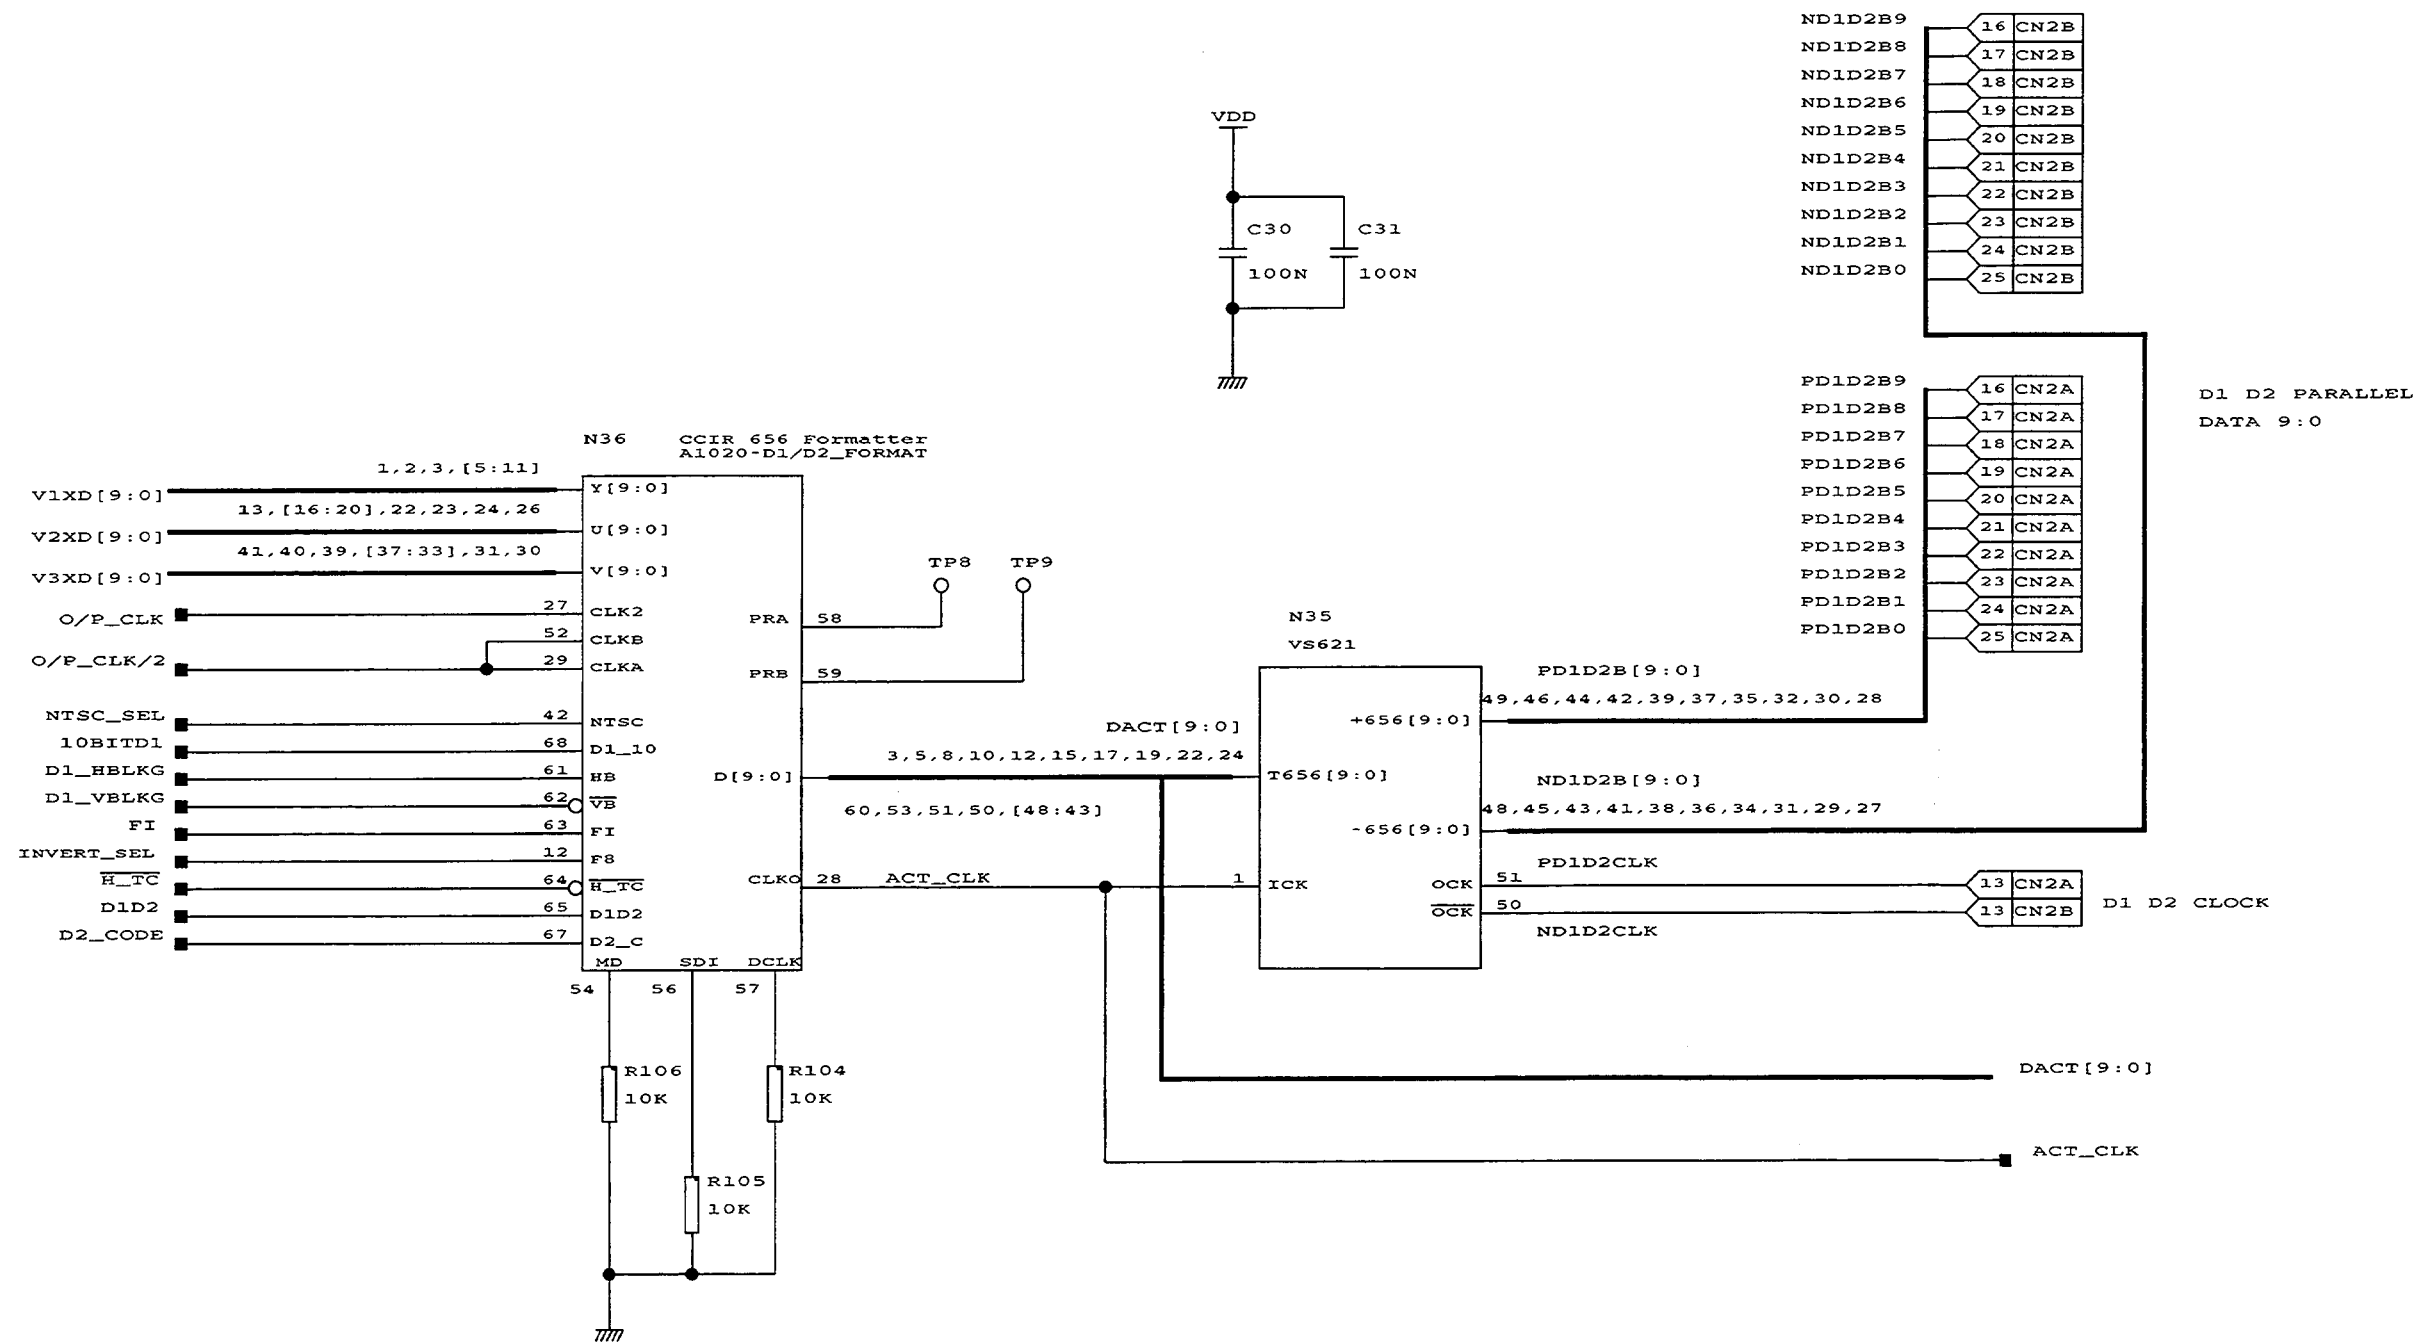 ND1D2B9 16 CN2B
ND1D2B8 17 CN2B
ND1D2B7 18 CN2B
ND1D2B6 19 CN2B
ND1D2B5 20 CN2B
ND1D2B4 21 CN2B
ND1D2B3 22 CN2B
ND1D2B2 23 CN2B
ND1D2B1 24 CN2B
ND1D2B0 25 CN2B
VDD
C30
100N
C31
100N
PD1D2B9 16 CN2A
PD1D2B8 17 CN2A
PD1D2B7 18 CN2A
PD1D2B6 19 CN2A
PD1D2B5 20 CN2A
PD1D2B4 21 CN2A
PD1D2B3 22 CN2A
PD1D2B2 23 CN2A
PD1D2B1 24 CN2A
PD1D2B0 25 CN2A
D1 D2 PARALLEL
DATA 9:0
N36
CCIR 656 Formatter
A1020-D1/D2_FORMAT
1,2,3,[5:11]
V1XD[9:0] Y[9:0]
13,[16:20],22,23,24,26
V2XD[9:0] U[9:0]
41,40,39,[37:33],31,30
V3XD[9:0] V[9:0]
O/P_CLK 27 CLK2
52 CLKB
O/P_CLK/2 29 CLKA
NTSC_SEL 42 NTSC
10BITD1 68 D1_10
D1_HBLKG 61 HB
D1_VBLKG 62 VB
FI 63 FI
INVERT_SEL 12 F8
H_TC 64 H_TC
D1D2 65 D1D2
D2_CODE 67 D2_C
PRA 58
TP8
PRB 59
TP9
D[9:0]
DACT[9:0]
3,5,8,10,12,15,17,19,22,24
60,53,51,50,[48:43]
CLKO 28 ACT_CLK
MD SDI DCLK
54 56 57
R106
10K
R104
10K
R105
10K
N35
VS621
T656[9:0]
1 ICK
PD1D2B[9:0]
49,46,44,42,39,37,35,32,30,28
+656[9:0]
ND1D2B[9:0]
48,45,43,41,38,36,34,31,29,27
-656[9:0]
PD1D2CLK
OCK 51 13 CN2A
OCK 50 13 CN2B
ND1D2CLK
D1 D2 CLOCK
DACT[9:0]
ACT_CLK